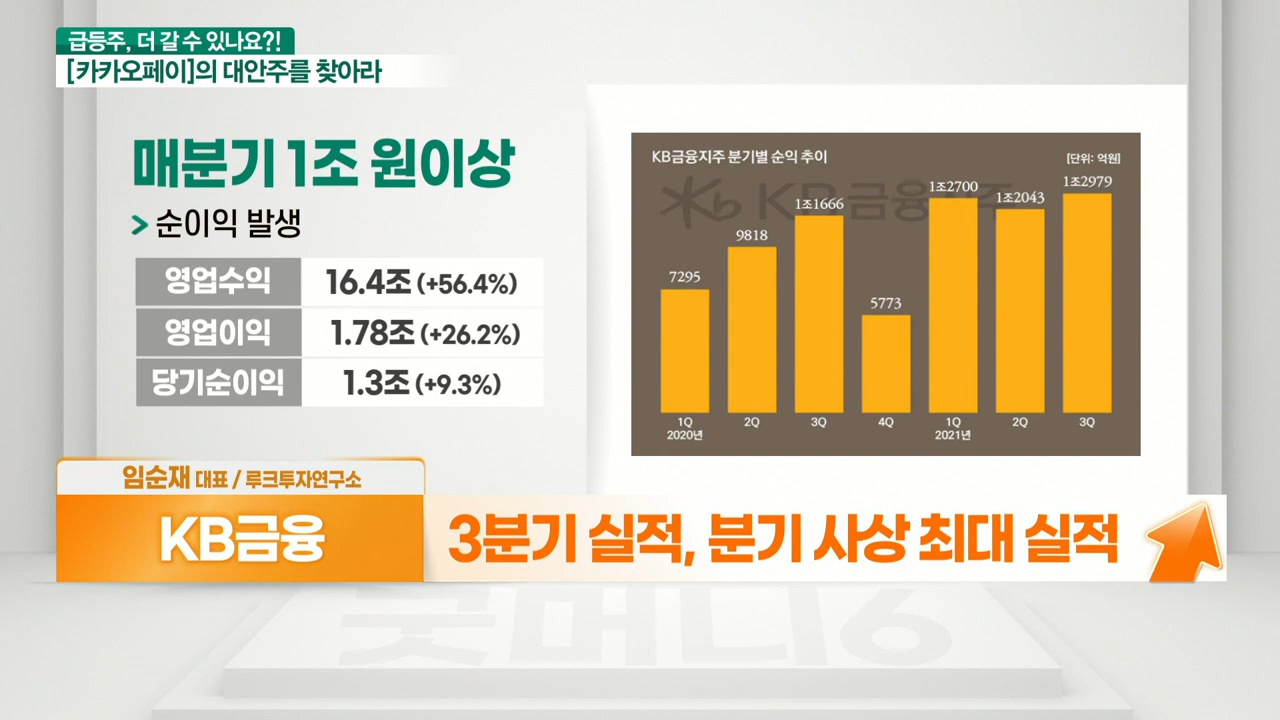 급등주, 더 갈 수 있나요?!
[카카오페이]의 대안주를 찾아라
매분기 1조 원이상
> 순이익 발생
영업수익 16.4조 (+56.4%)
영업이익 1.78조 (+26.2%)
당기순이익 1.3조 (+9.3%)
KB금융지주 분기별 순익 추이 [단위: 억원]
KB금융지주
7295 9818 1조1666 5773 1조2700 1조2043 1조2979
1Q 2Q 3Q 4Q 1Q 2Q 3Q
2020년 2021년
임순재 대표 / 루크투자연구소
KB금융 3분기 실적, 분기 사상 최대 실적
굿머니6